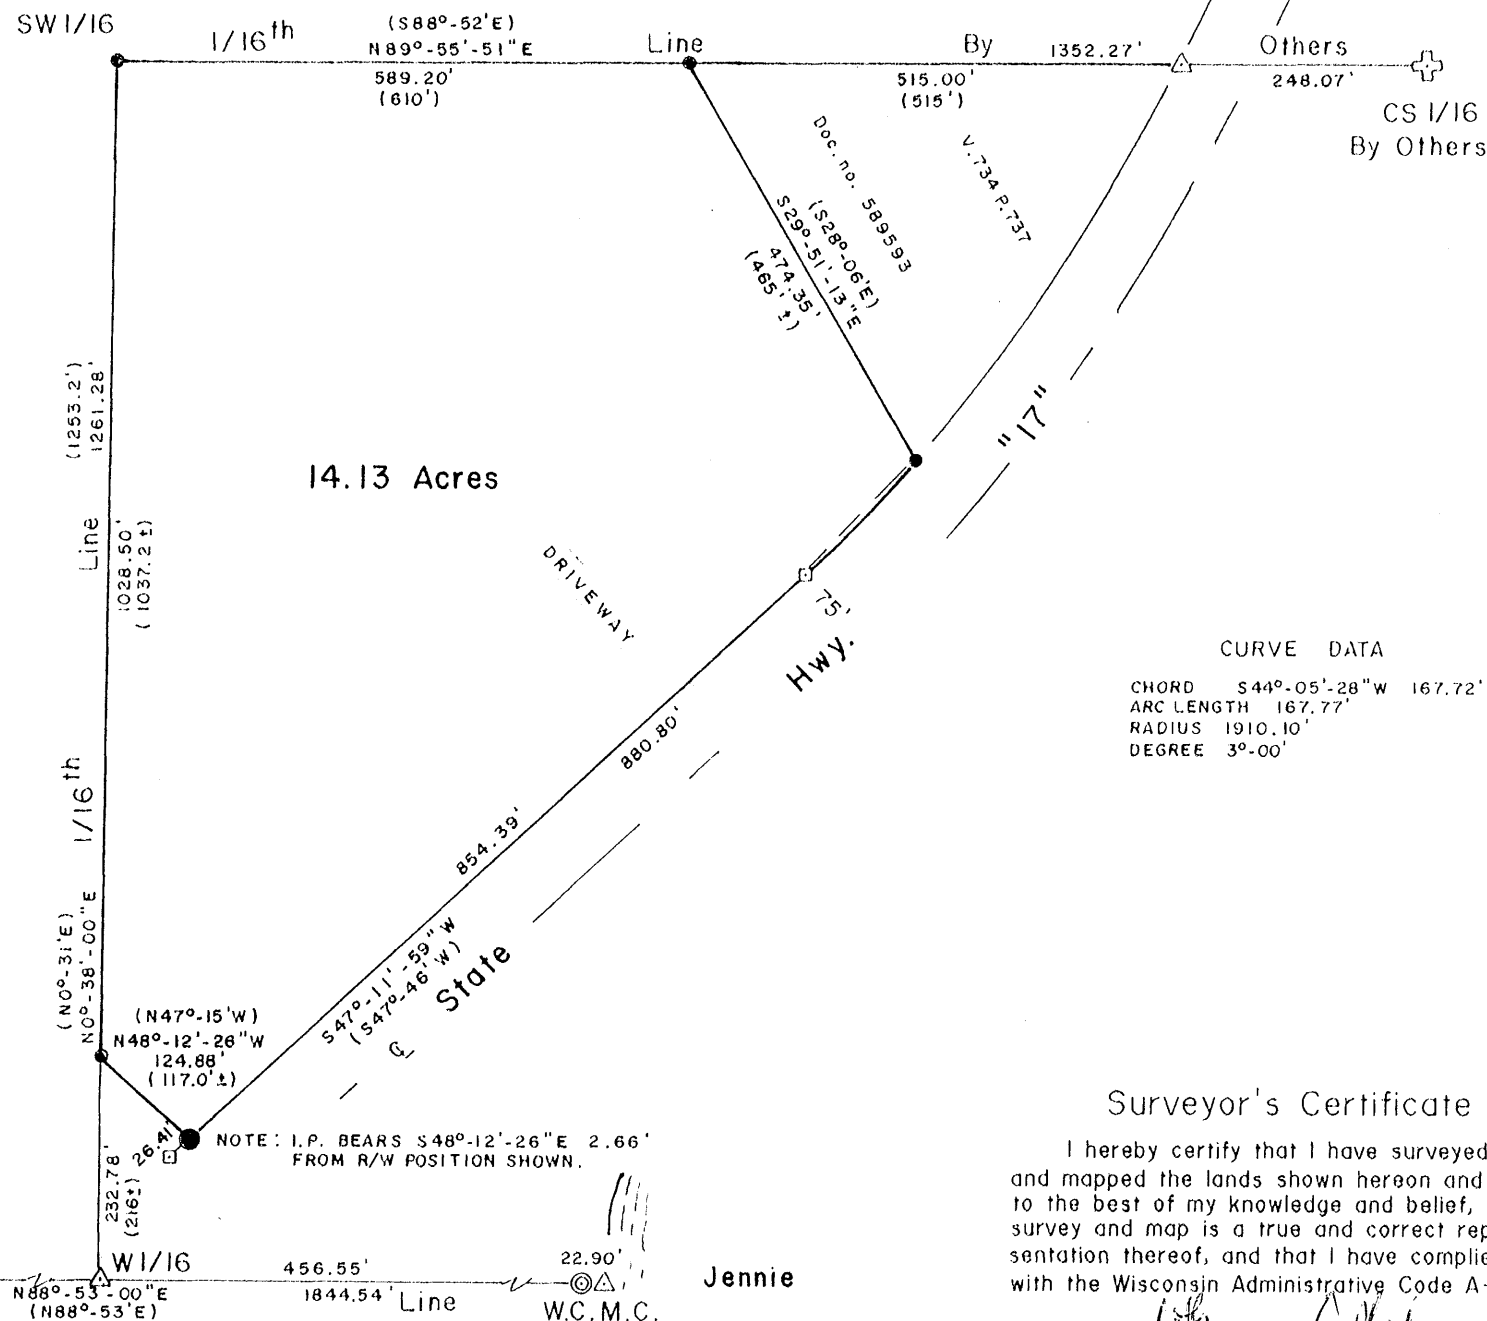 SW 1/16
1/16th Line By Others
(S88°-52'E)
N89°-55'-51"E
589.20'
(610')
1352.27'
515.00'
(515')
248.07'
CS 1/16
By Others
Doc. no. 589593
V.734 P.737
(S28°-06'E)
S29°-51'-13"E
474.35'
(465' ±)
(1253.2')
1261.28'
14.13 Acres
"17"
1/16th Line
1028.50'
(1037.2 ±)
DRIVEWAY
75'
State Hwy.
CURVE DATA
CHORD S44°-05'-28"W 167.72'
ARC LENGTH 167.77'
RADIUS 1910.10'
DEGREE 3°-00'
880.80'
854.39'
S47°-11'-59"W
(S47°-46'W)
(N0°-31'E)
N0°-38'-00"E
(N47°-15'W)
N48°-12'-26"W
124.88'
(117.0'±)
26.41'
NOTE: I.P. BEARS S48°-12'-26"E 2.66'
FROM R/W POSITION SHOWN.
232.78'
(216±)
W 1/16
456.55'
22.90'
1844.54' Line
W.C. M.C.
N88°-53-00"E
(N88°-53'E)
Jennie
Surveyor's Certificate
I hereby certify that I have surveyed
and mapped the lands shown hereon and
to the best of my knowledge and belief,
survey and map is a true and correct rep
sentation thereof, and that I have complie
with the Wisconsin Administrative Code A-